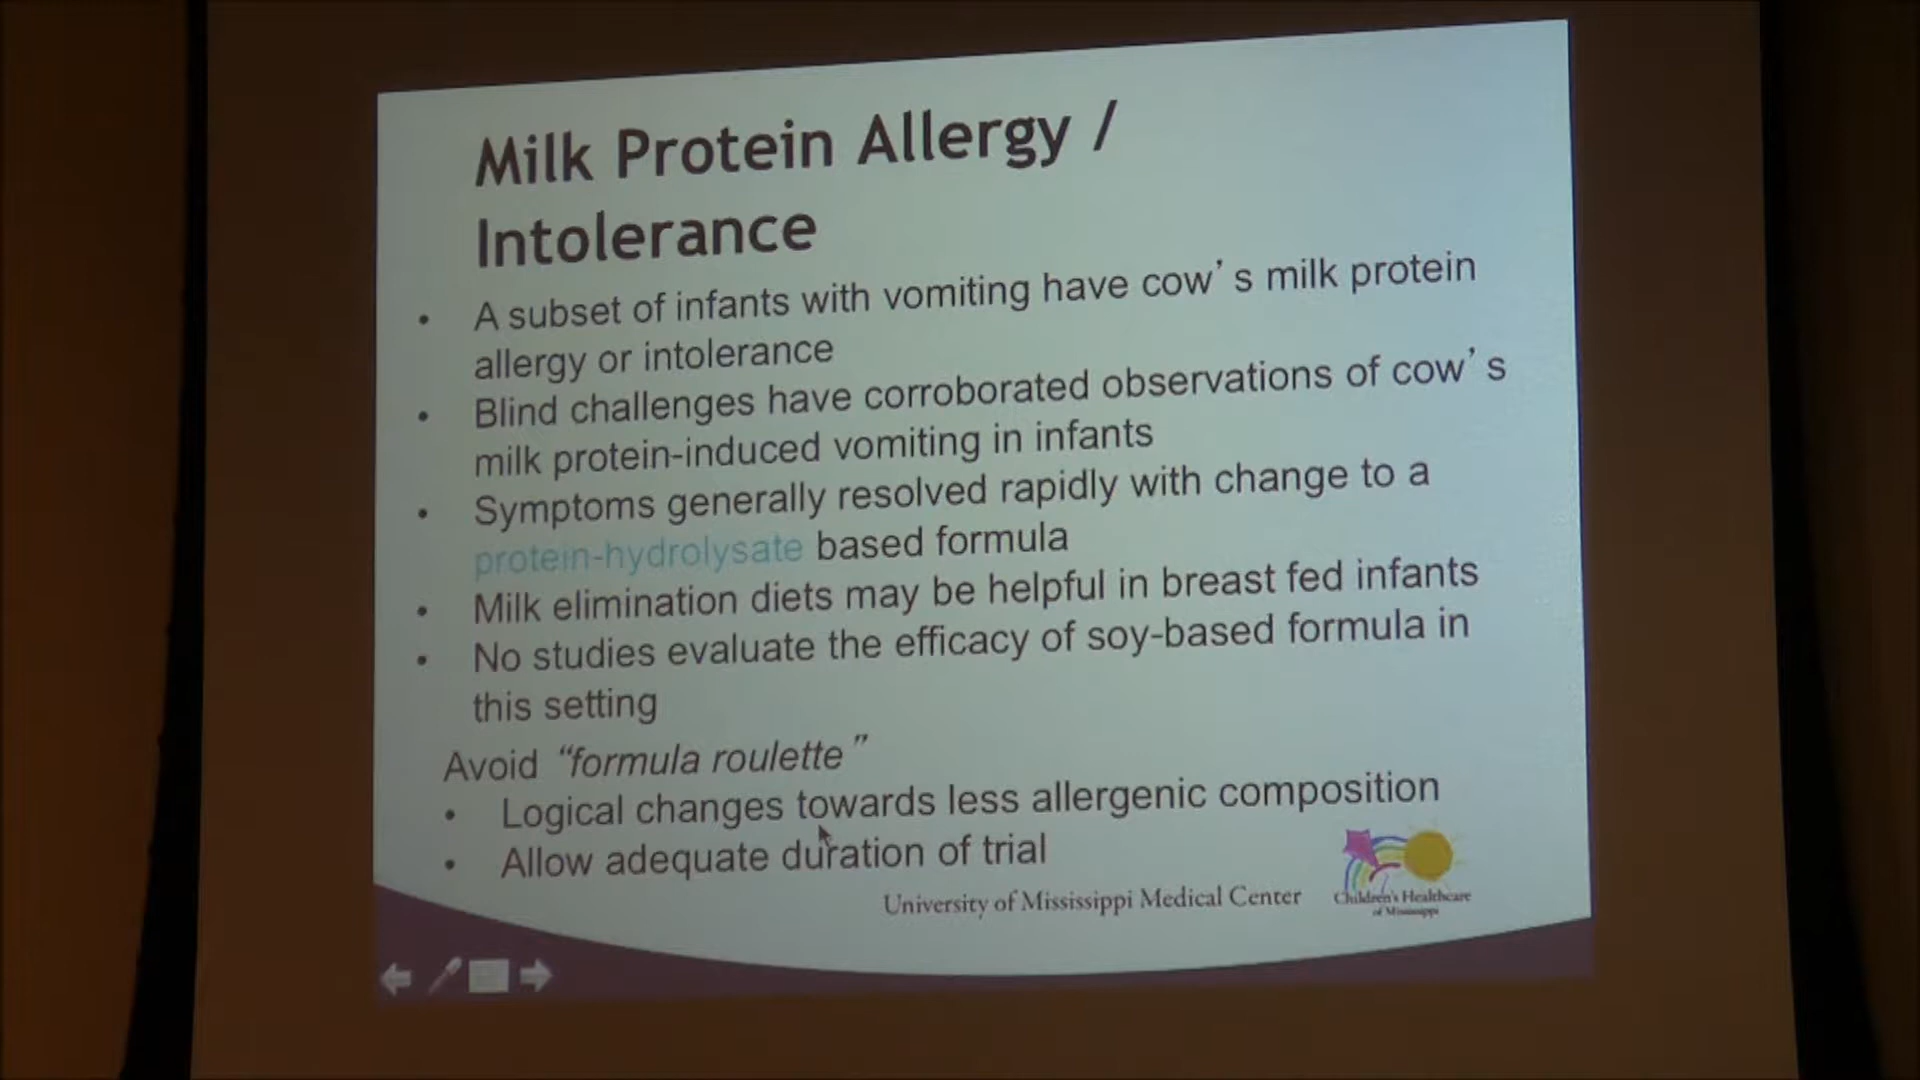 Milk Protein Allergy /
Intolerance
• A subset of infants with vomiting have cow's milk protein
allergy or intolerance
• Blind challenges have corroborated observations of cow's
milk protein-induced vomiting in infants
• Symptoms generally resolved rapidly with change to a
protein-hydrolysate based formula
• Milk elimination diets may be helpful in breast fed infants
• No studies evaluate the efficacy of soy-based formula in
this setting
Avoid “formula roulette”
• Logical changes towards less allergenic composition
• Allow adequate duration of trial
University of Mississippi Medical Center
Children's Healthcare
of Mississippi